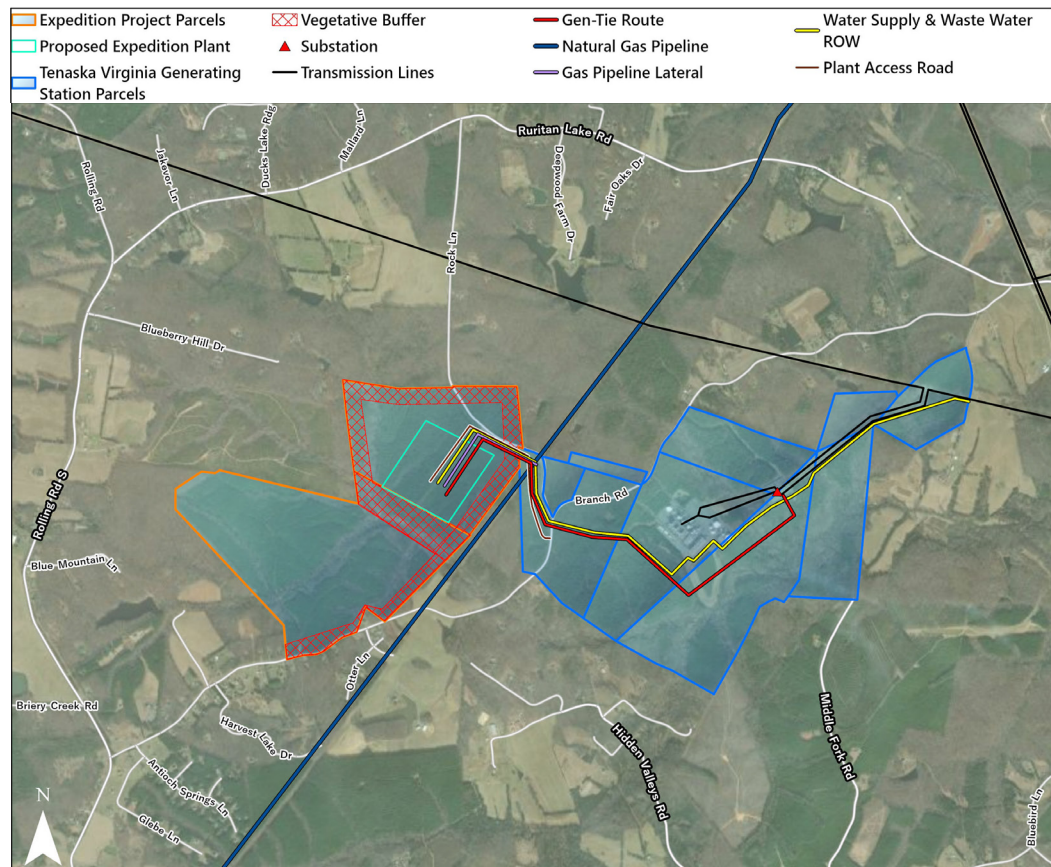 Expedition Project Parcels
Proposed Expedition Plant
Tenaska Virginia Generating
Station Parcels
Vegetative Buffer
Substation
Transmission Lines
Gen-Tie Route
Natural Gas Pipeline
Gas Pipeline Lateral
Water Supply & Waste Water
ROW
Plant Access Road
Ruritan Lake Rd
Rolling Rd
Jakevor Ln
Ducks Lake Rdg
Mallard Ln
Deepwood Farm Dr
Fair Oaks Dr
Rock Ln
Blueberry Hill Dr
Rolling Rd S
Branch Rd
Blue Mountain Ln
Otter Ln
Briery Creek Rd
Harvest Lake Dr
Antioch Springs Ln
Glebe Ln
Hidden Valleys Rd
Middle Fork Rd
Bluebird Ln
N